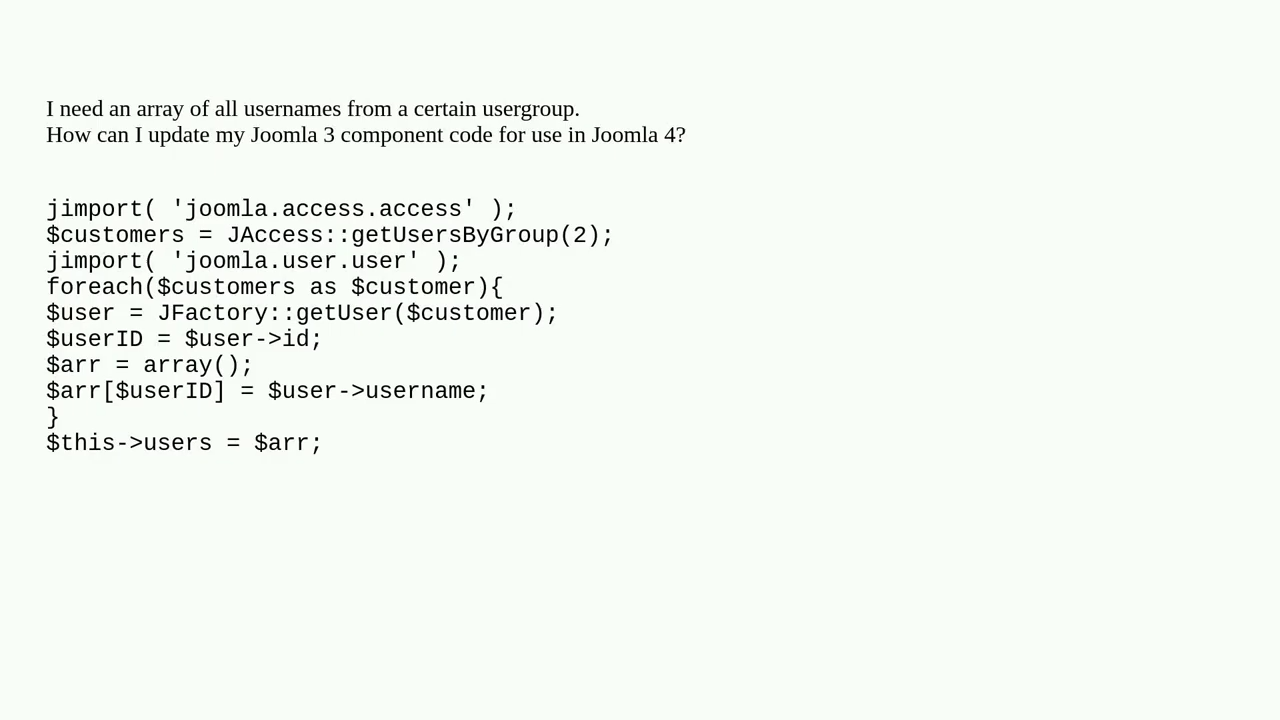 I need an array of all usernames from a certain usergroup.
How can I update my Joomla 3 component code for use in Joomla 4?
jimport( 'joomla.access.access' );
$customers = JAccess::getUsersByGroup(2);
jimport( 'joomla.user.user' );
foreach($customers as $customer){
$user = JFactory::getUser($customer);
$userID = $user->id;
$arr = array();
$arr[$userID] = $user->username;
}
$this->users = $arr;